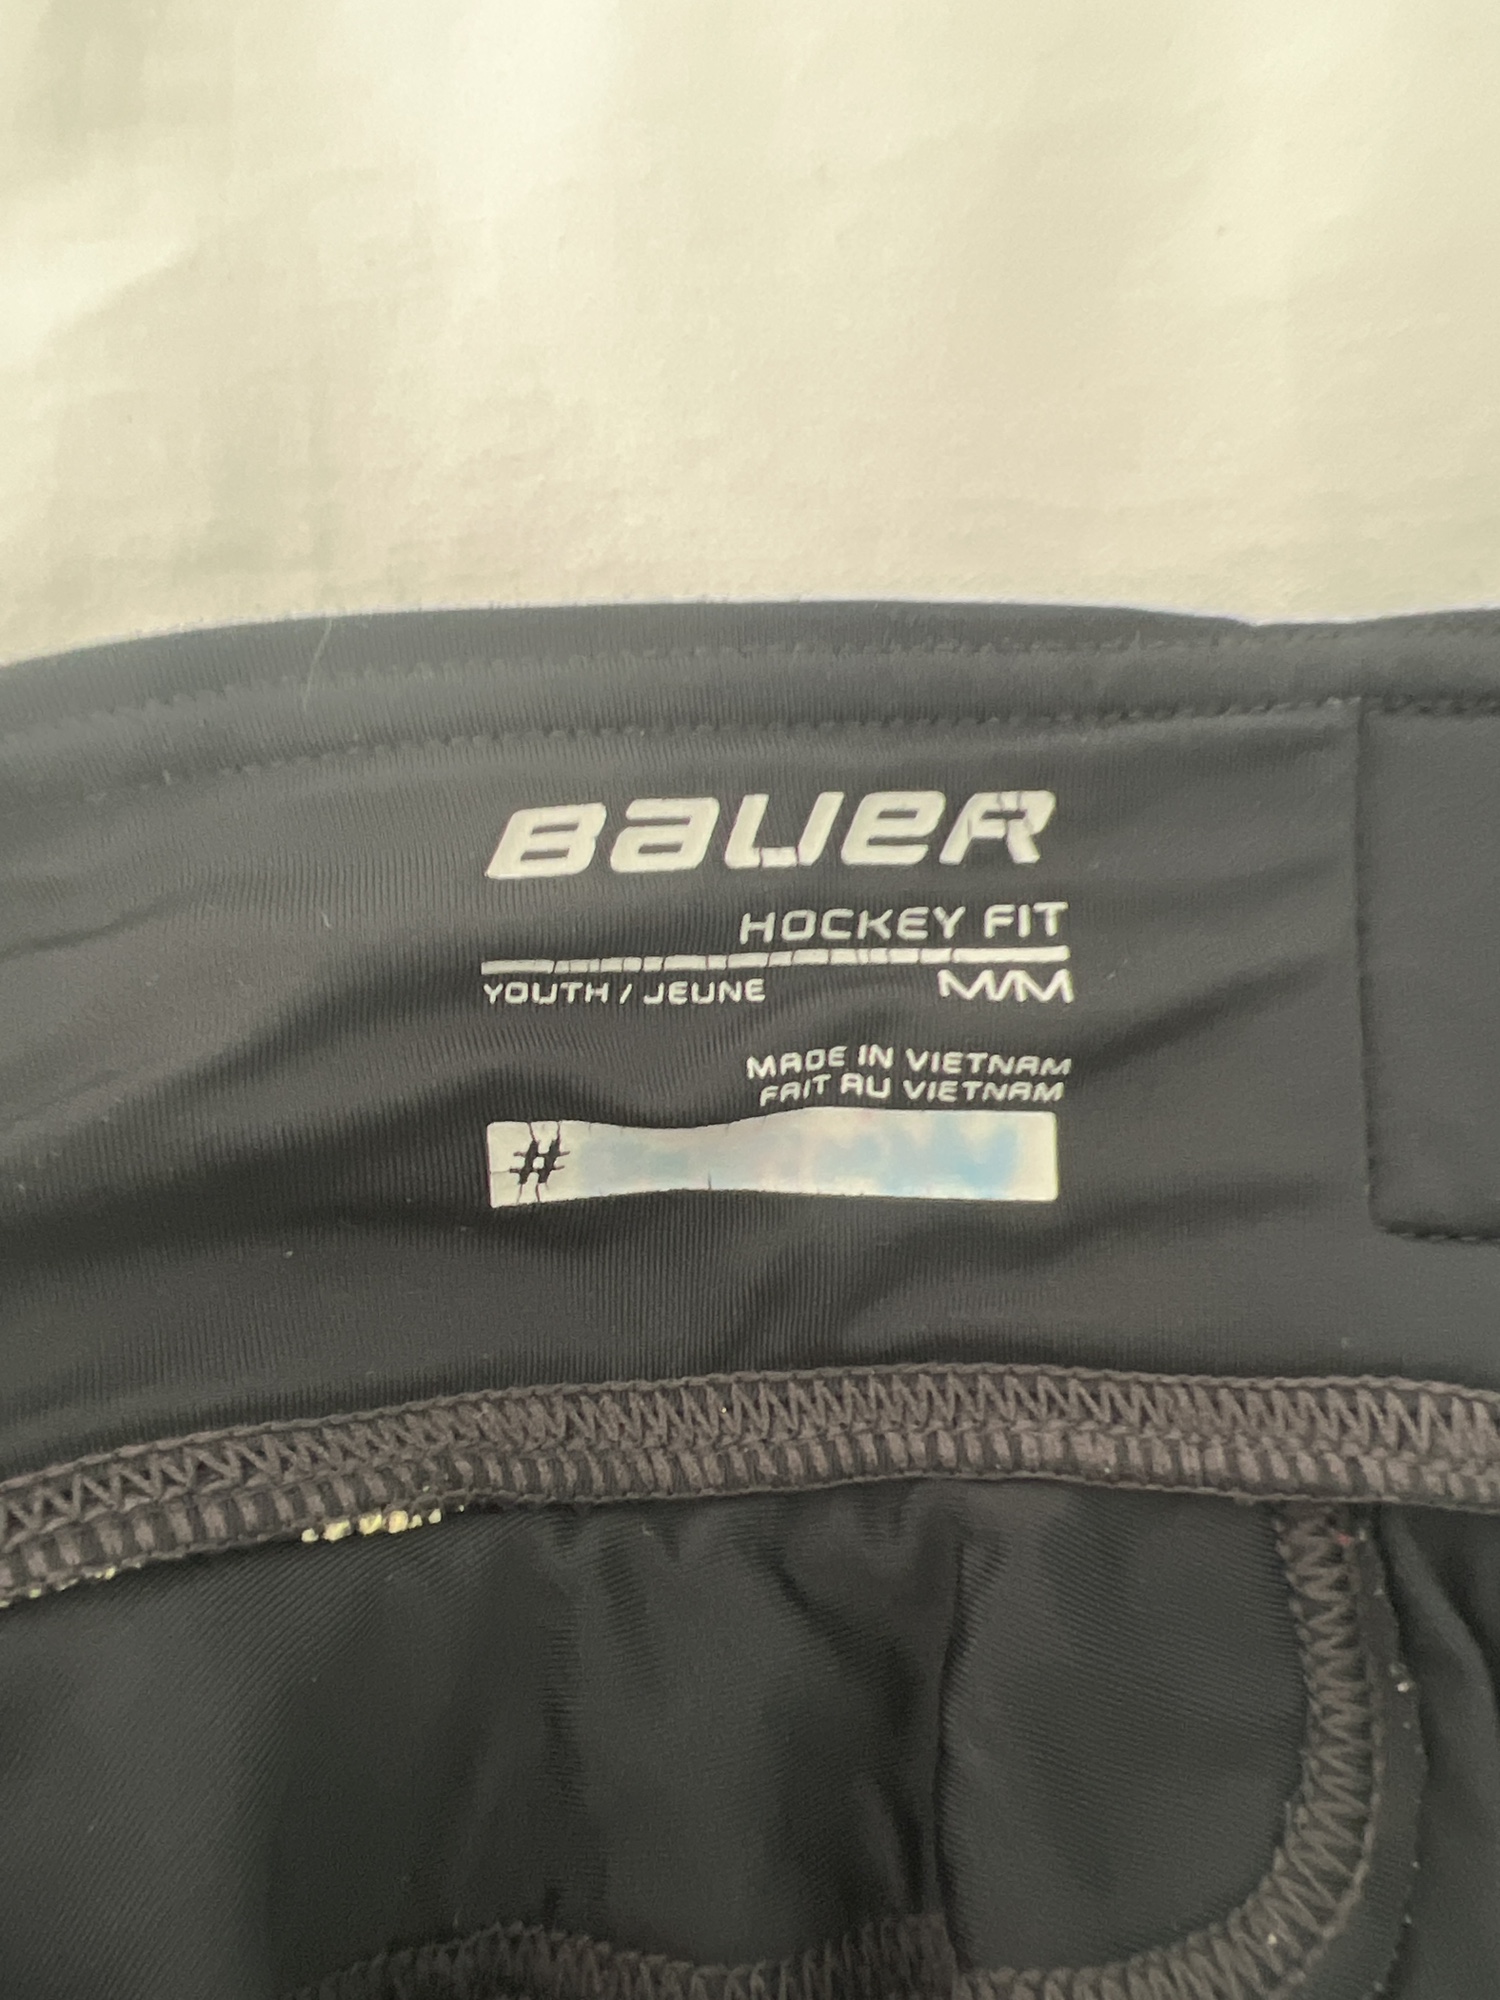 BAUER
HOCKEY FIT
YOUTH / JEUNE M/M
MADE IN VIETNAM
FAIT AU VIETNAM
#